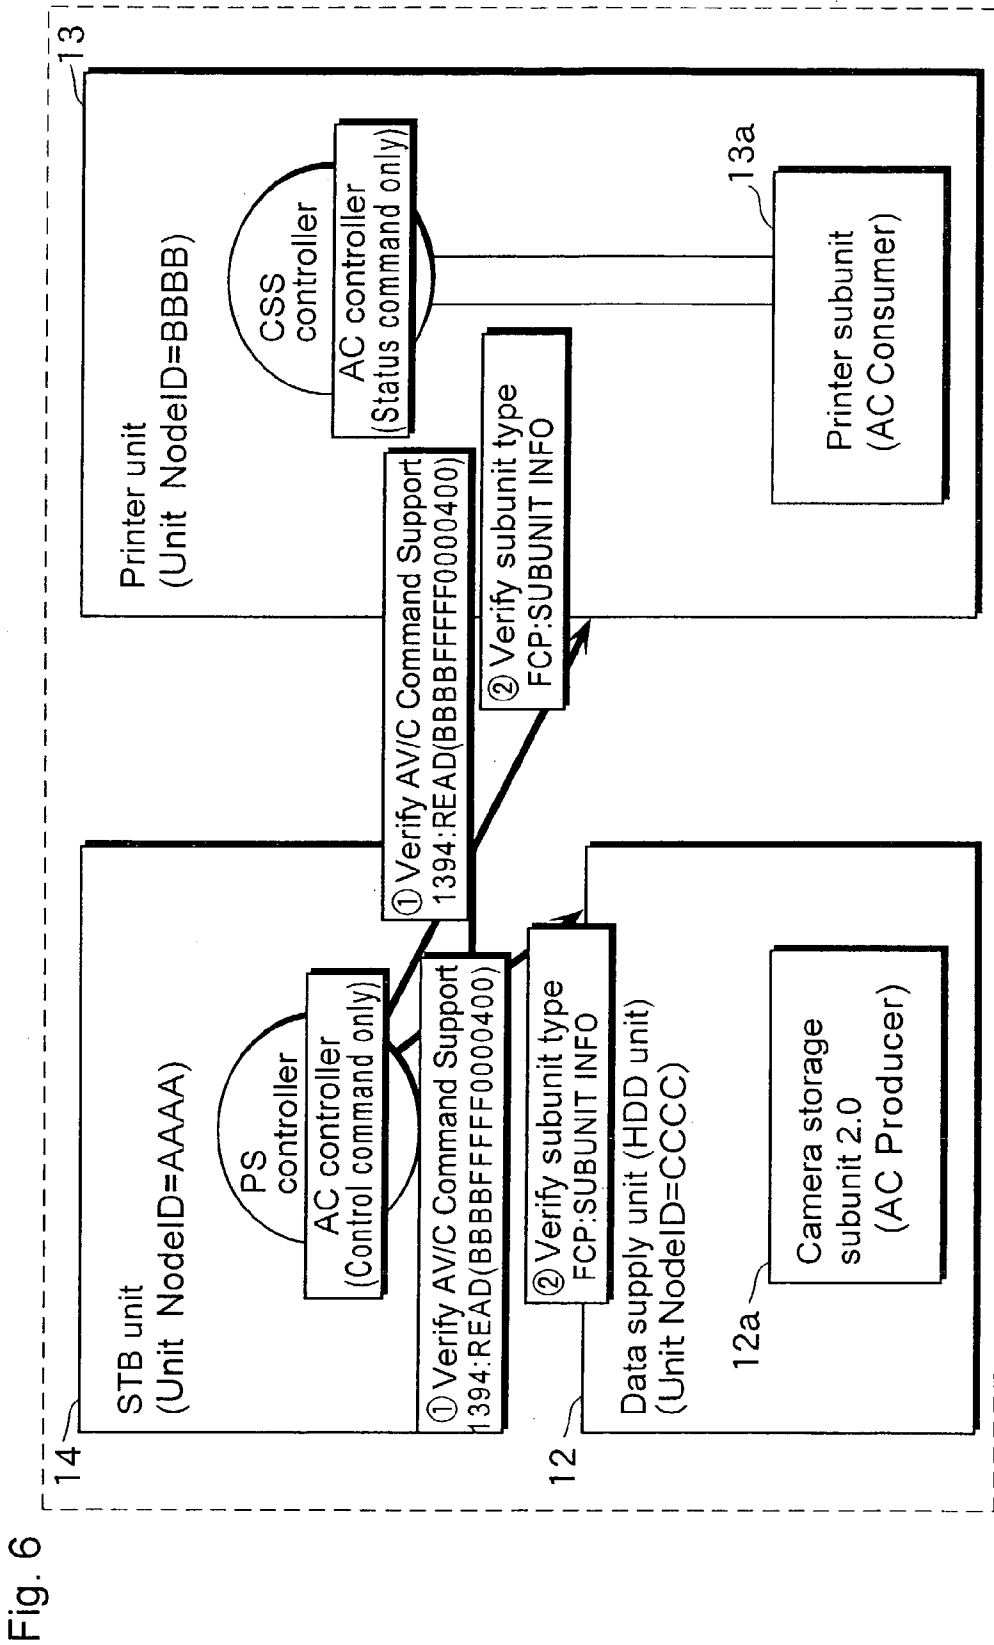 Fig. 6
14
STB unit
(Unit NodeID=AAAA)
PS
controller
AC controller
(Control command only)
① Verify AV/C Command Support
1394:READ(BBBBFFFFF0000400)
② Verify subunit type
FCP:SUBUNIT INFO
① Verify AV/C Command Support
1394:READ(BBBBFFFFF0000400)
② Verify subunit type
FCP:SUBUNIT INFO
13
Printer unit
(Unit NodeID=BBBB)
CSS
controller
AC controller
(Status command only)
13a
Printer subunit
(AC Consumer)
12
Data supply unit (HDD unit)
(Unit NodeID=CCCC)
12a
Camera storage
subunit 2.0
(AC Producer)